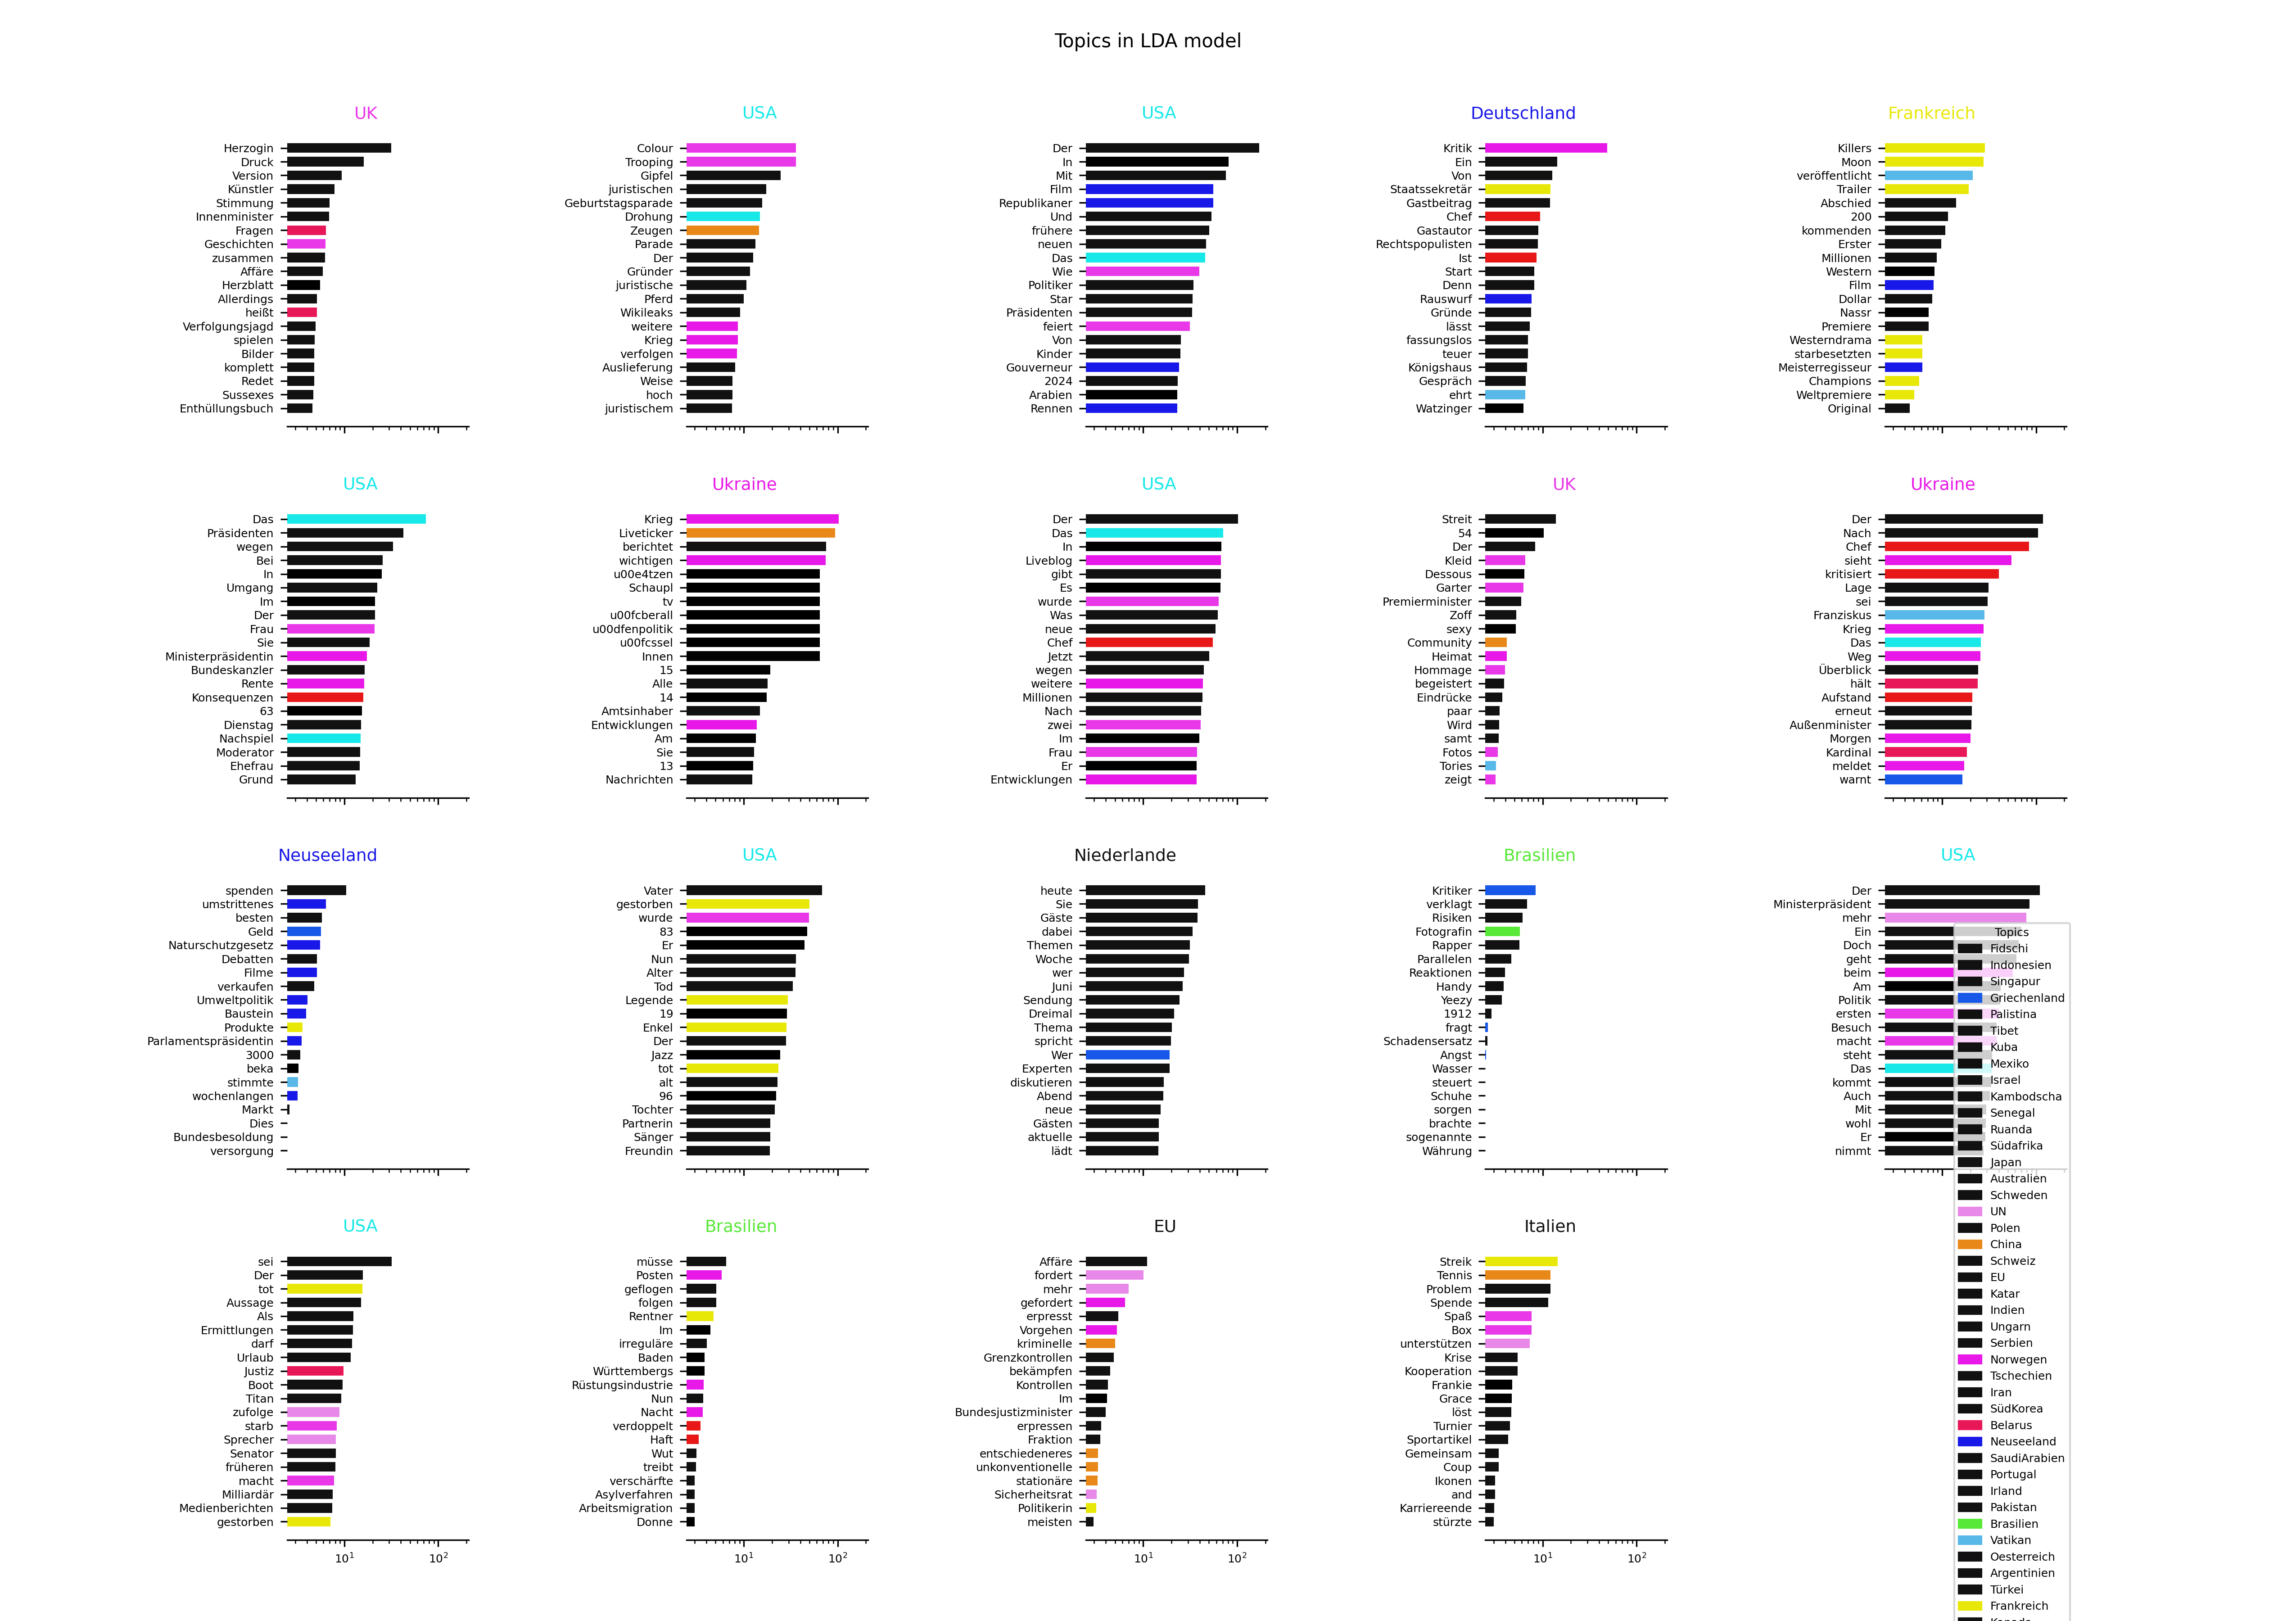 Topics in LDA model
UK
Herzogin
Druck
Version
Künstler
Stimmung
Innenminister
Fragen
Geschichten
zusammen
Affäre
Herzblatt
Allerdings
heißt
Verfolgungsjagd
spielen
Bilder
komplett
Redet
Sussexes
Enthüllungsbuch
USA
Colour
Trooping
Gipfel
juristischen
Geburtstagsparade
Drohung
Zeugen
Parade
Der
Gründer
juristische
Pferd
Wikileaks
weitere
Krieg
verfolgen
Auslieferung
Weise
hoch
juristischem
USA
Der
In
Mit
Film
Republikaner
Und
frühere
neuen
Das
Wie
Politiker
Star
Präsidenten
feiert
Von
Kinder
Gouverneur
2024
Arabien
Rennen
Deutschland
Kritik
Ein
Von
Staatssekretär
Gastbeitrag
Chef
Gastautor
Rechtspopulisten
Ist
Start
Denn
Rauswurf
Gründe
lässt
fassungslos
teuer
Königshaus
Gespräch
ehrt
Watzinger
Frankreich
Killers
Moon
veröffentlicht
Trailer
Abschied
200
kommenden
Erster
Millionen
Western
Film
Dollar
Nassr
Premiere
Westerndrama
starbesetzten
Meisterregisseur
Champions
Weltpremiere
Original
USA
Das
Präsidenten
wegen
Bei
In
Umgang
Im
Der
Frau
Sie
Ministerpräsidentin
Bundeskanzler
Rente
Konsequenzen
63
Dienstag
Nachspiel
Moderator
Ehefrau
Grund
Ukraine
Krieg
Liveticker
berichtet
wichtigen
u00e4tzen
Schaupl
tv
u00fcberall
u00dfenpolitik
u00fcssel
Innen
15
Alle
14
Amtsinhaber
Entwicklungen
Am
Sie
13
Nachrichten
USA
Der
Das
In
Liveblog
gibt
Es
wurde
Was
neue
Chef
Jetzt
wegen
weitere
Millionen
Nach
zwei
Im
Frau
Er
Entwicklungen
UK
Streit
54
Der
Kleid
Dessous
Garter
Premierminister
Zoff
sexy
Community
Heimat
Hommage
begeistert
Eindrücke
paar
Wird
samt
Fotos
Tories
zeigt
Ukraine
Der
Nach
Chef
sieht
kritisiert
Lage
sei
Franziskus
Krieg
Das
Weg
Überblick
hält
Aufstand
erneut
Außenminister
Morgen
Kardinal
meldet
warnt
Neuseeland
spenden
umstrittenes
besten
Geld
Naturschutzgesetz
Debatten
Filme
verkaufen
Umweltpolitik
Baustein
Produkte
Parlamentspräsidentin
3000
beka
stimmte
wochenlangen
Markt
Dies
Bundesbesoldung
versorgung
USA
Vater
gestorben
wurde
83
Er
Nun
Alter
Tod
Legende
19
Enkel
Der
Jazz
tot
alt
96
Tochter
Partnerin
Sänger
Freundin
Niederlande
heute
Sie
Gäste
dabei
Themen
Woche
wer
Juni
Sendung
Dreimal
Thema
spricht
Wer
Experten
diskutieren
Abend
neue
Gästen
aktuelle
lädt
Brasilien
Kritiker
verklagt
Risiken
Fotografin
Rapper
Parallelen
Reaktionen
Handy
Yeezy
1912
fragt
Schadensersatz
Angst
Wasser
steuert
Schuhe
sorgen
brachte
sogenannte
Währung
USA
Der
Ministerpräsident
mehr
Ein
Doch
geht
beim
Am
Politik
ersten
Besuch
macht
steht
Das
kommt
Auch
Mit
wohl
Er
nimmt
USA
sei
Der
tot
Aussage
Als
Ermittlungen
darf
Urlaub
Justiz
Boot
Titan
zufolge
starb
Sprecher
Senator
früheren
macht
Milliardär
Medienberichten
gestorben
10¹ 10²
Brasilien
müsse
Posten
geflogen
folgen
Rentner
Im
irreguläre
Baden
Württembergs
Rüstungsindustrie
Nun
Nacht
verdoppelt
Haft
Wut
treibt
verschärfte
Asylverfahren
Arbeitsmigration
Donne
10¹ 10²
EU
Affäre
fordert
mehr
gefordert
erpresst
Vorgehen
kriminelle
Grenzkontrollen
bekämpfen
Kontrollen
Im
Bundesjustizminister
erpressen
Fraktion
entschiedeneres
unkonventionelle
stationäre
Sicherheitsrat
Politikerin
meisten
10¹ 10²
Italien
Streik
Tennis
Problem
Spende
Spaß
Box
unterstützen
Krise
Kooperation
Frankie
Grace
löst
Turnier
Sportartikel
Gemeinsam
Coup
Ikonen
and
Karriereende
stürzte
10¹ 10²
Topics
Fidschi
Indonesien
Singapur
Griechenland
Palistina
Tibet
Kuba
Mexiko
Israel
Kambodscha
Senegal
Ruanda
Südafrika
Japan
Australien
Schweden
UN
Polen
China
Schweiz
EU
Katar
Indien
Ungarn
Serbien
Norwegen
Tschechien
Iran
SüdKorea
Belarus
Neuseeland
SaudiArabien
Portugal
Irland
Pakistan
Brasilien
Vatikan
Oesterreich
Argentinien
Türkei
Frankreich